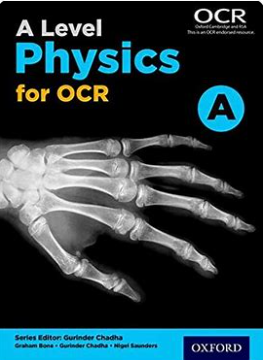 A Level
Physics
for OCR
OCR
Oxford Cambridge and RSA
This is an OCR endorsed resource.
A
Series Editor: Gurinder Chadha
Graham Bone • Gurinder Chadha • Nigel Saunders
OXFORD